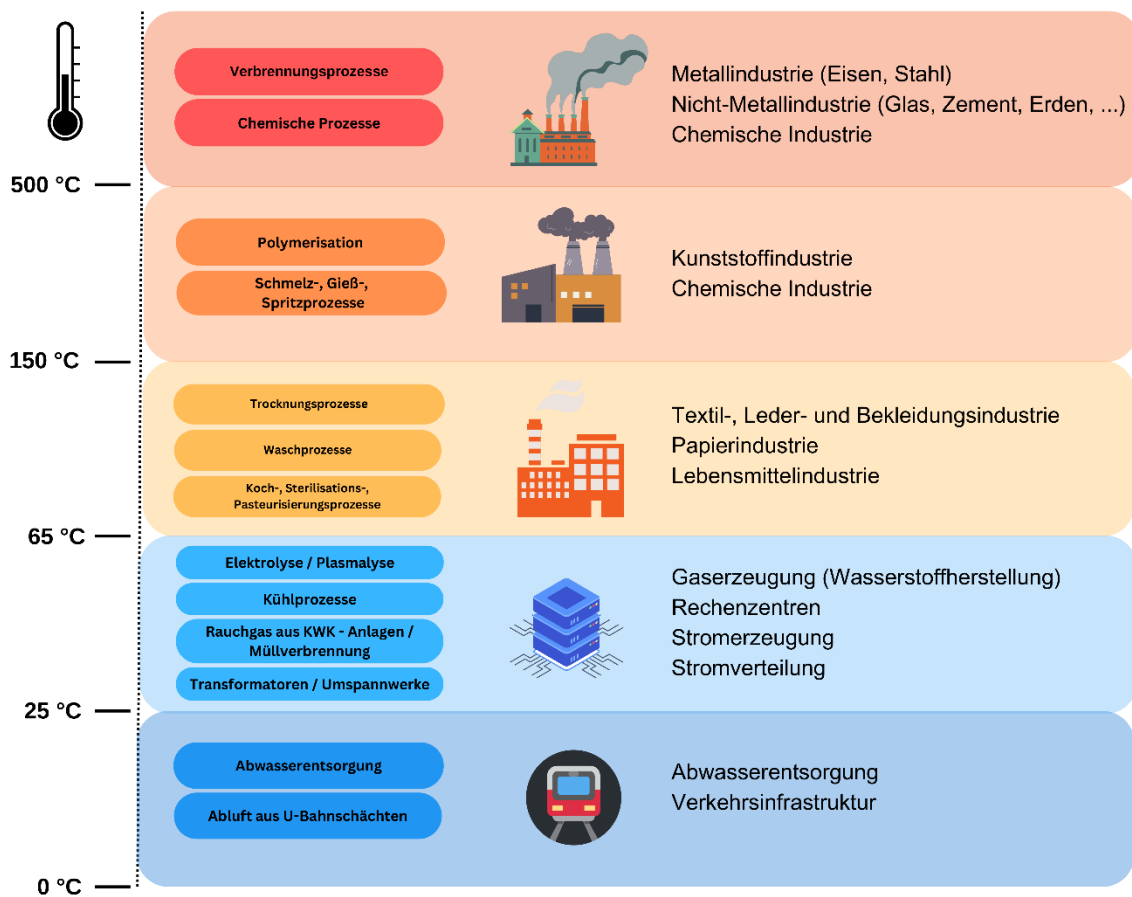 Verbrennungsprozesse
Chemische Prozesse
Metallindustrie (Eisen, Stahl)
Nicht-Metallindustrie (Glas, Zement, Erden, ...)
Chemische Industrie
500 °C
Polymerisation
Schmelz-, Gieß-,
Spritzprozesse
Kunststoffindustrie
Chemische Industrie
150 °C
Trocknungsprozesse
Waschprozesse
Koch-, Sterilisations-,
Pasteurisierungsprozesse
Textil-, Leder- und Bekleidungsindustrie
Papierindustrie
Lebensmittelindustrie
65 °C
Elektrolyse / Plasmalyse
Kühlprozesse
Rauchgas aus KWK - Anlagen /
Müllverbrennung
Transformatoren / Umspannwerke
Gaserzeugung (Wasserstoffherstellung)
Rechenzentren
Stromerzeugung
Stromverteilung
25 °C
Abwasserentsorgung
Abluft aus U-Bahnschächten
Abwasserentsorgung
Verkehrsinfrastruktur
0 °C